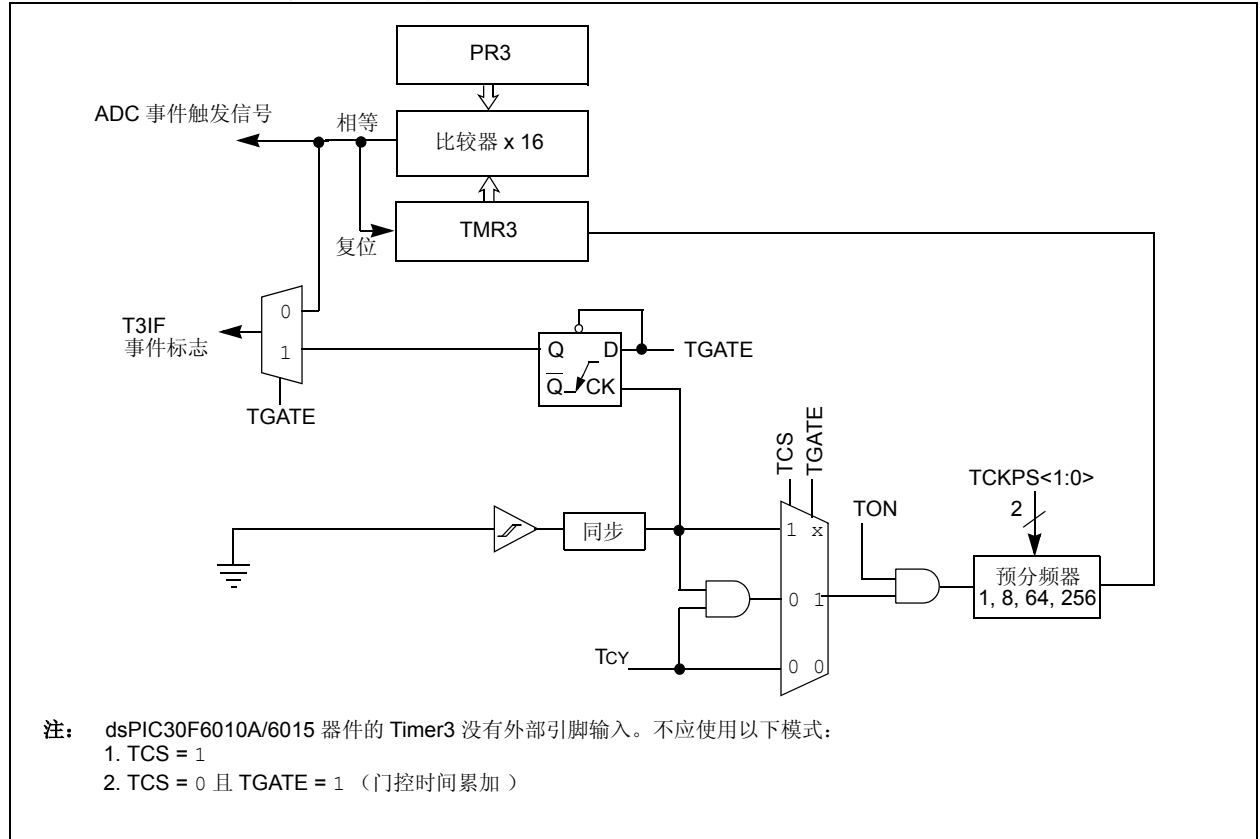 PR3
ADC 事件触发信号
相等
比较器 x 16
TMR3
复位
0
T3IF
事件标志
1
Q
D
TGATE
Q
CK
TGATE
TCS
TGATE
TCKPS<1:0>
2
TON
同步
1 x
预分频器
1, 8, 64, 256
0 1
TCY
0 0
注： dsPIC30F6010A/6015 器件的 Timer3 没有外部引脚输入。不应使用以下模式：
1. TCS = 1
2. TCS = 0 且 TGATE = 1 （门控时间累加 ）